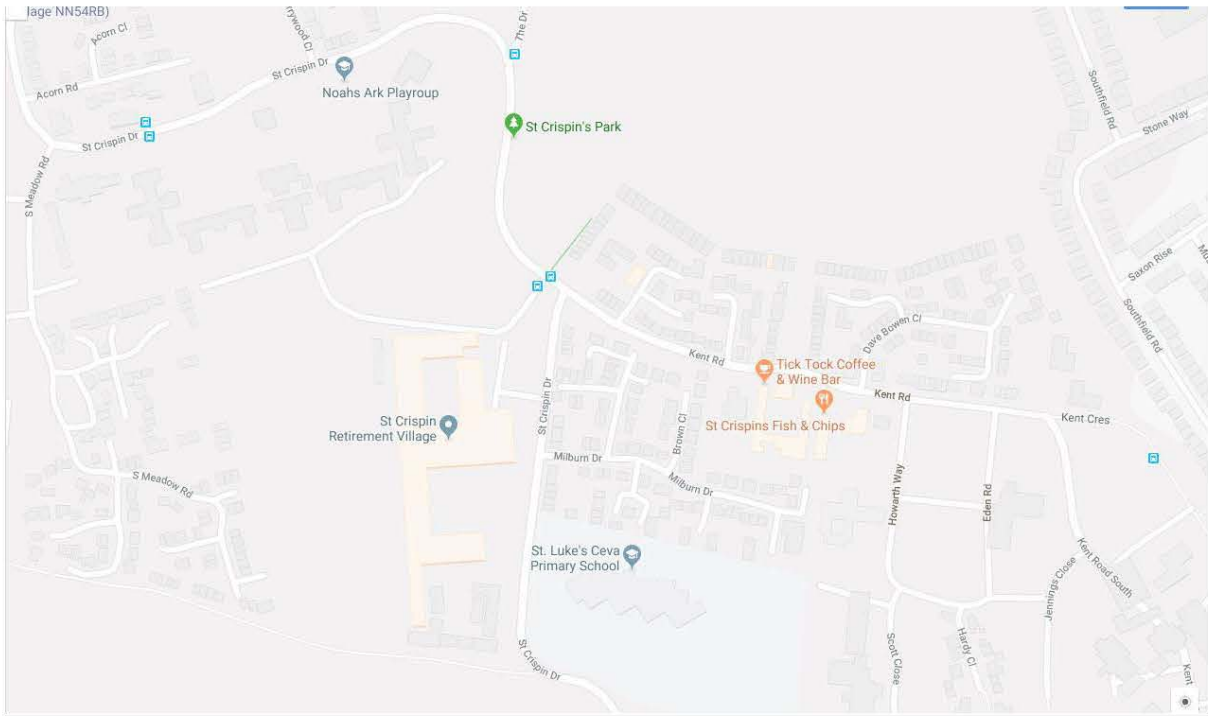 lage NN54RB)
Acorn Cl
rrywood Cl
The Dr
St Crispin Dr
Noahs Ark Playroup
Acorn Rd
St Crispin Dr
St Crispin's Park
Southfield Rd
Stone Way
S Meadow Rd
Saxon Rise
Mus
Southfield Rd
Dave Bowen Cl
Kent Rd
Tick Tock Coffee
& Wine Bar
Kent Rd
St Crispin Dr
St Crispin
Retirement Village
St Crispins Fish & Chips
Kent Cres
Brown Cl
Milburn Dr
S Meadow Rd
Milburn Dr
Howarth Way
Eden Rd
St. Luke's Ceva
Primary School
Kent Road South
Jennings Close
Scott Close
Hardy Cl
St Crispin Dr
Kent